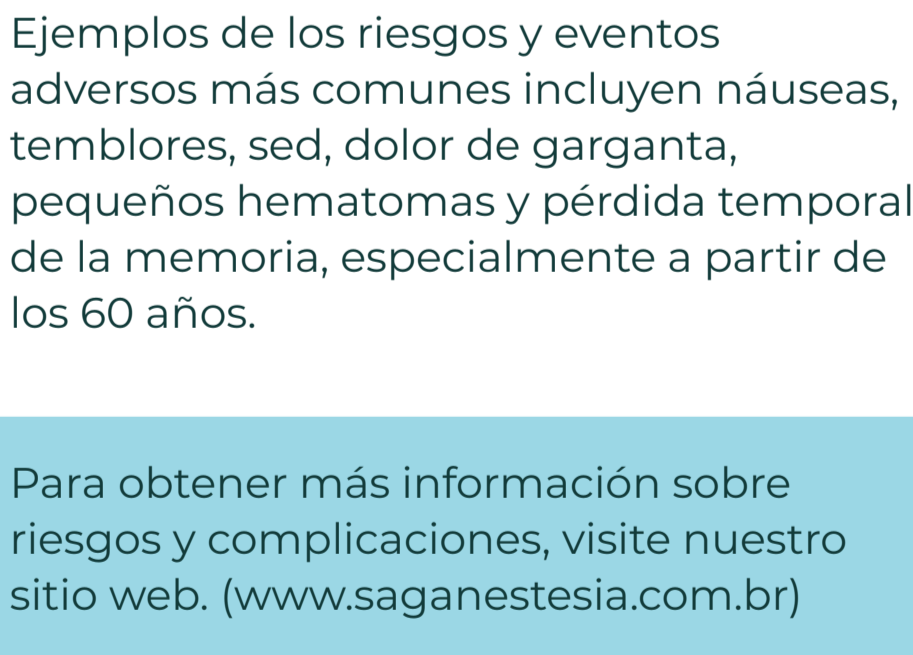 Ejemplos de los riesgos y eventos
adversos más comunes incluyen náuseas,
temblores, sed, dolor de garganta,
pequeños hematomas y pérdida temporal
de la memoria, especialmente a partir de
los 60 años.
Para obtener más información sobre
riesgos y complicaciones, visite nuestro
sitio web. (www.saganestesia.com.br)